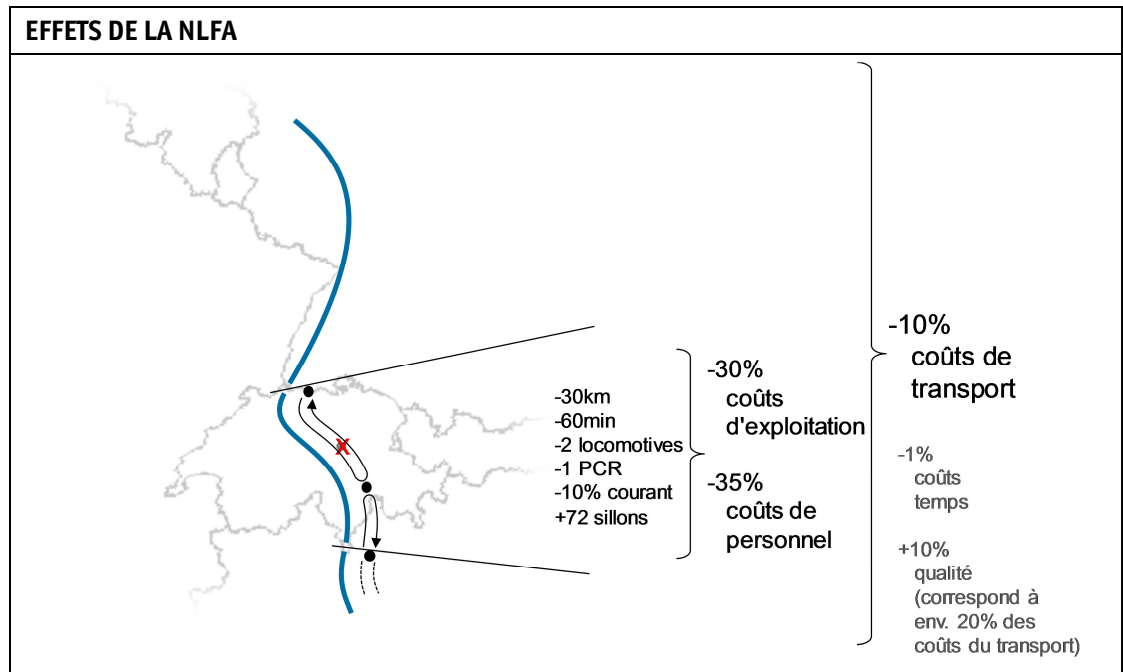 EFFETS DE LA NLFA
-30km
-60min
-2 locomotives
-1 PCR
-10% courant
+72 sillons
-30%
coûts
d'exploitation
-35%
coûts de
personnel
-10%
coûts de
transport
-1%
coûts
temps
+10%
qualité
(correspond à
env. 20% des
coûts du transport)